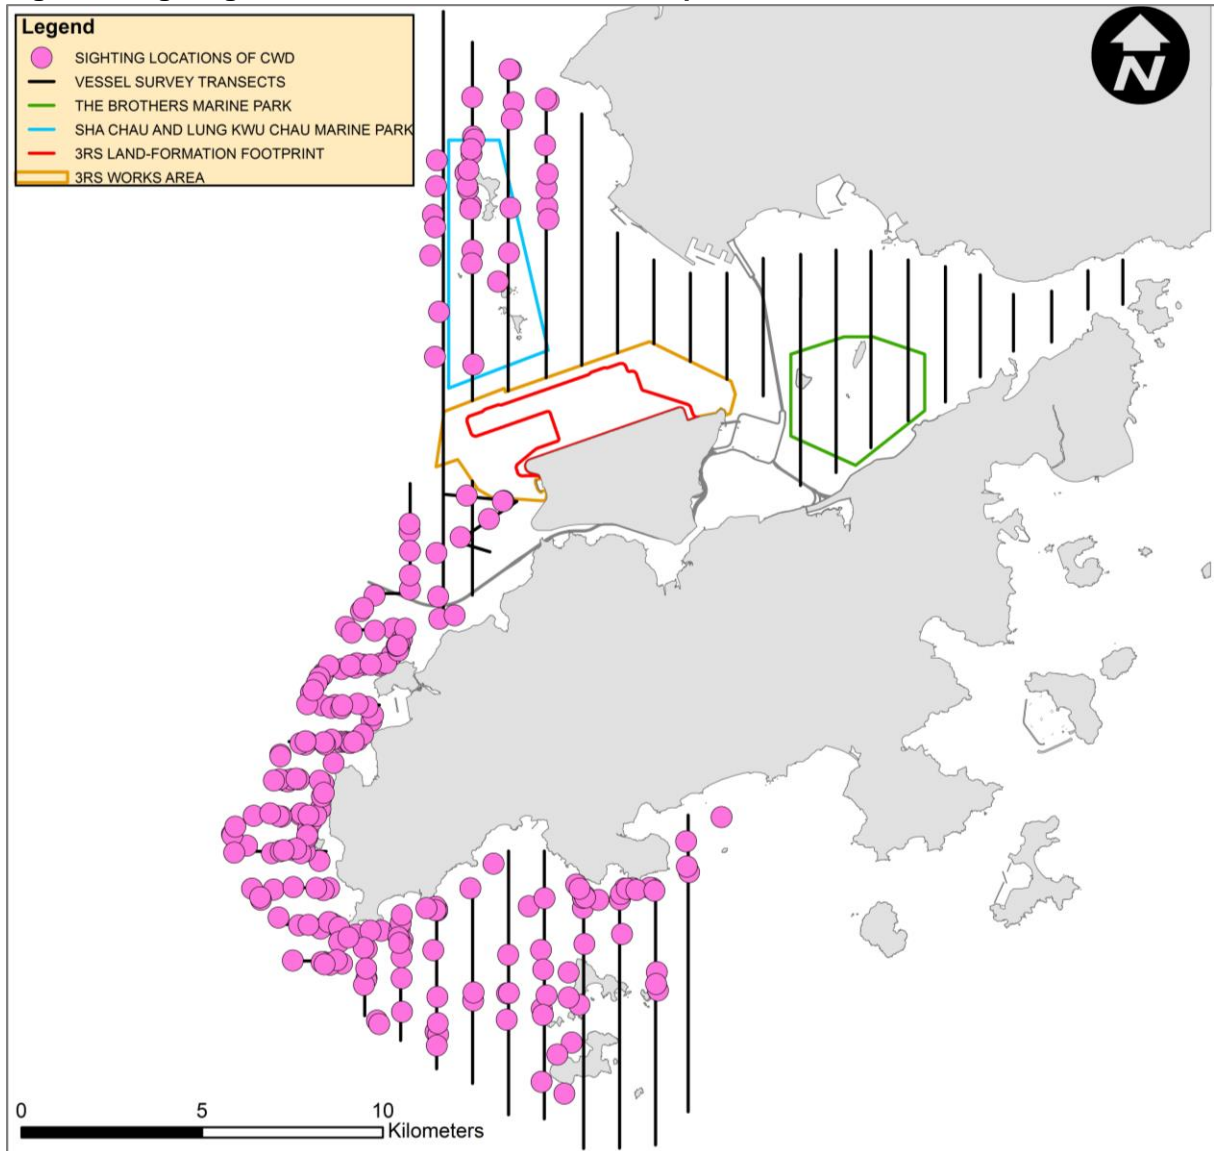 Legend
SIGHTING LOCATIONS OF CWD
VESSEL SURVEY TRANSECTS
THE BROTHERS MARINE PARK
SHA CHAU AND LUNG KWU CHAU MARINE PARK
3RS LAND-FORMATION FOOTPRINT
3RS WORKS AREA
N
0 5 10
Kilometers